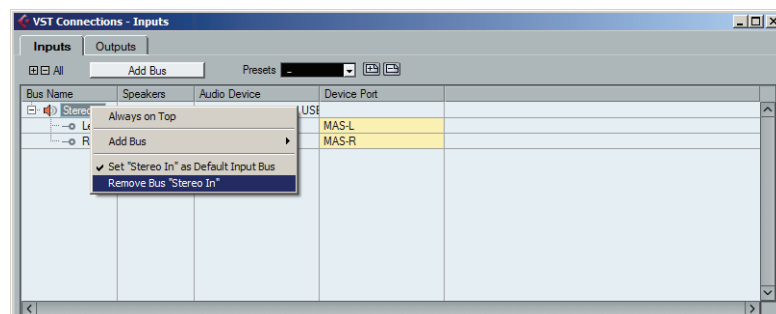 VST Connections - Inputs
Inputs Outputs
All Add Bus Presets -
Bus Name Speakers Audio Device Device Port
Stereo USE
Le MAS-L
R MAS-R
Always on Top
Add Bus
Set "Stereo In" as Default Input Bus
Remove Bus "Stereo In"